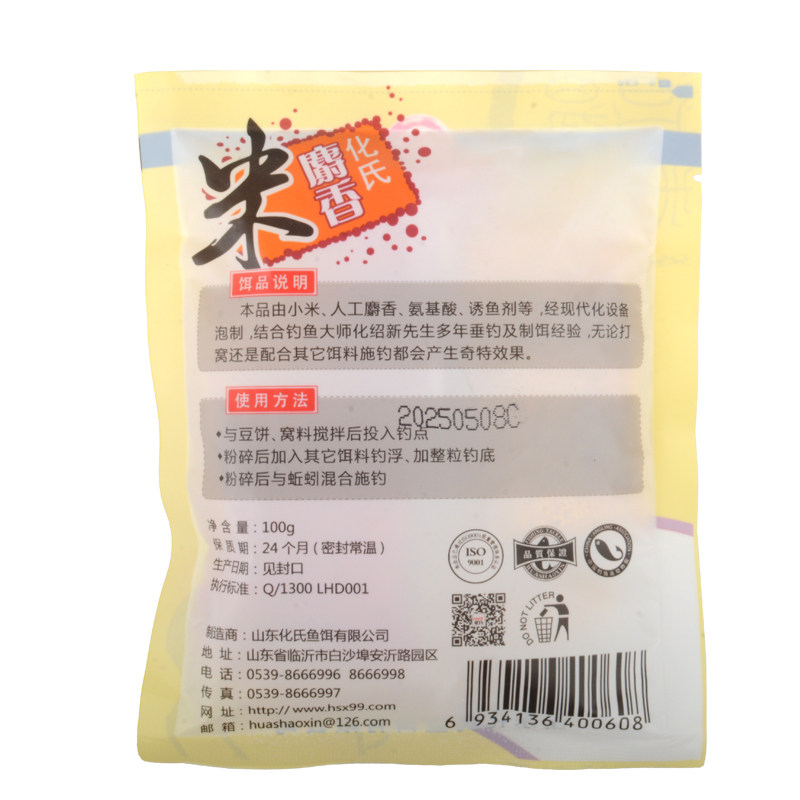 化氏
麝香米
饵品说明
本品由小米、人工麝香、氨基酸、诱鱼剂等，经现代化设备
泡制，结合钓鱼大师化绍新先生多年垂钓及制饵经验，无论打
窝还是配合其它饵料施钓都会产生奇特效果。
使用方法
20250508C
◆与豆饼、窝料搅拌后投入钓点
◆粉碎后加入其它饵料钓浮、加整粒钓底
◆粉碎后与蚯蚓混合施钓
净含量：100g
保质期：24个月（密封常温）
生产日期：见封口
执行标准：Q/1300 LHD001
ISO
9001
品質保證
DO NOT LITTER
制造商：山东化氏鱼饵有限公司
地址：山东省临沂市白沙埠安沂路园区
电话：0539-8666996 8666998
传真：0539-8666997
网址：http://www.hsx99.com
邮箱：huashaoxin@126.com
6 934136 400608